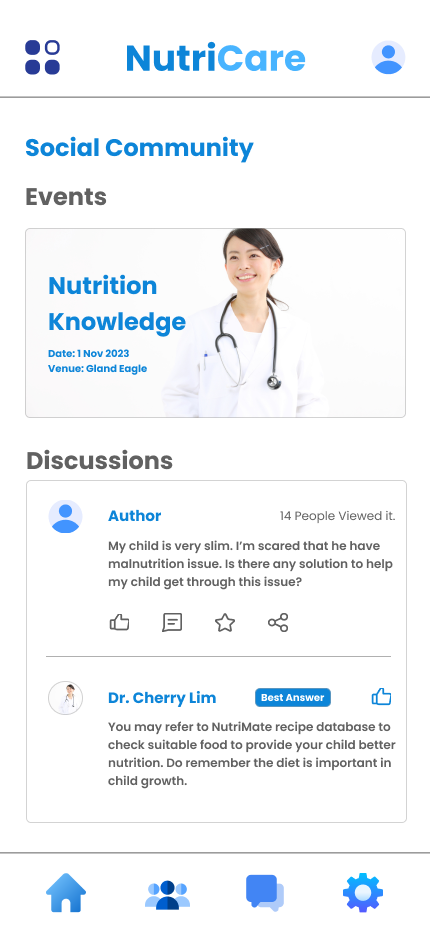 NutriCare
Social Community
Events
Nutrition
Knowledge
Date: 1 Nov 2023
Venue: Gland Eagle
Discussions
Author
14 People Viewed it.
My child is very slim. I’m scared that he have
malnutrition issue. Is there any solution to help
my child get through this issue?
Dr. Cherry Lim
Best Answer
You may refer to NutriMate recipe database to
check suitable food to provide your child better
nutrition. Do remember the diet is important in
child growth.